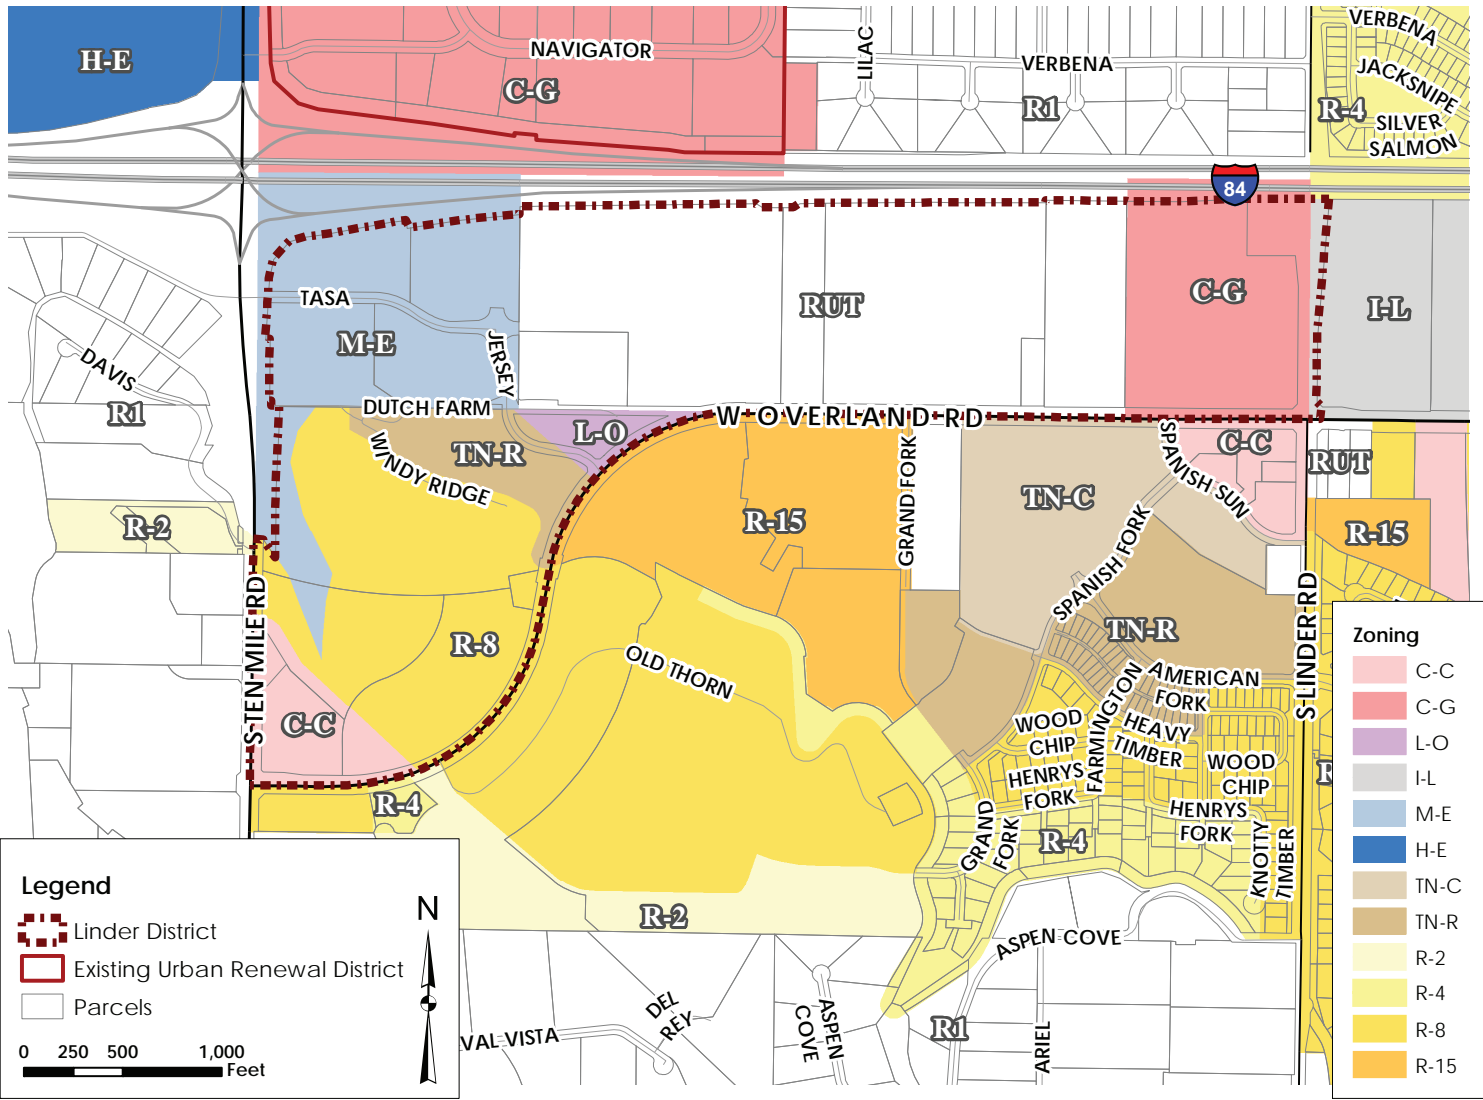 H-E
NAVIGATOR
C-G
LILAC
VERBENA
R1
VERBENA
JACKSNIPE
R-4
SILVER
SALMON
84
TASA
M-E
JERSEY
RUT
C-G
I-L
DAVIS
R1
DUTCH FARM
WINDY RIDGE
TN-R
L-O
W OVERLAND RD
GRAND FORK
SPANISH SUN
C-C
RUT
R-2
R-15
TN-C
SPANISH FORK
R-15
S TEN MILE RD
R-8
OLD THORN
TN-R
S LINDER RD
C-C
AMERICAN
FORK
FARMINGTON
WOOD
CHIP
HEAVY
TIMBER
WOOD
CHIP
HENRYS
FORK
HENRYS
FORK
R-4
GRAND
FORK
R-4
KNOTTY
TIMBER
R-2
ASPEN COVE
DEL
REY
VAL VISTA
ASPEN
COVE
R1
ARIEL
Legend
Linder District
Existing Urban Renewal District
Parcels
0 250 500 1,000
Feet
N
Zoning
C-C
C-G
L-O
I-L
M-E
H-E
TN-C
TN-R
R-2
R-4
R-8
R-15